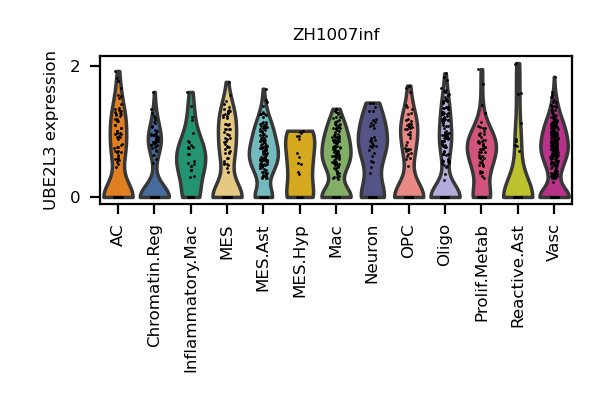 ZH1007inf
UBE2L3 expression
2
0
AC
Chromatin.Reg
Inflammatory.Mac
MES
MES.Ast
MES.Hyp
Mac
Neuron
OPC
Oligo
Prolif.Metab
Reactive.Ast
Vasc